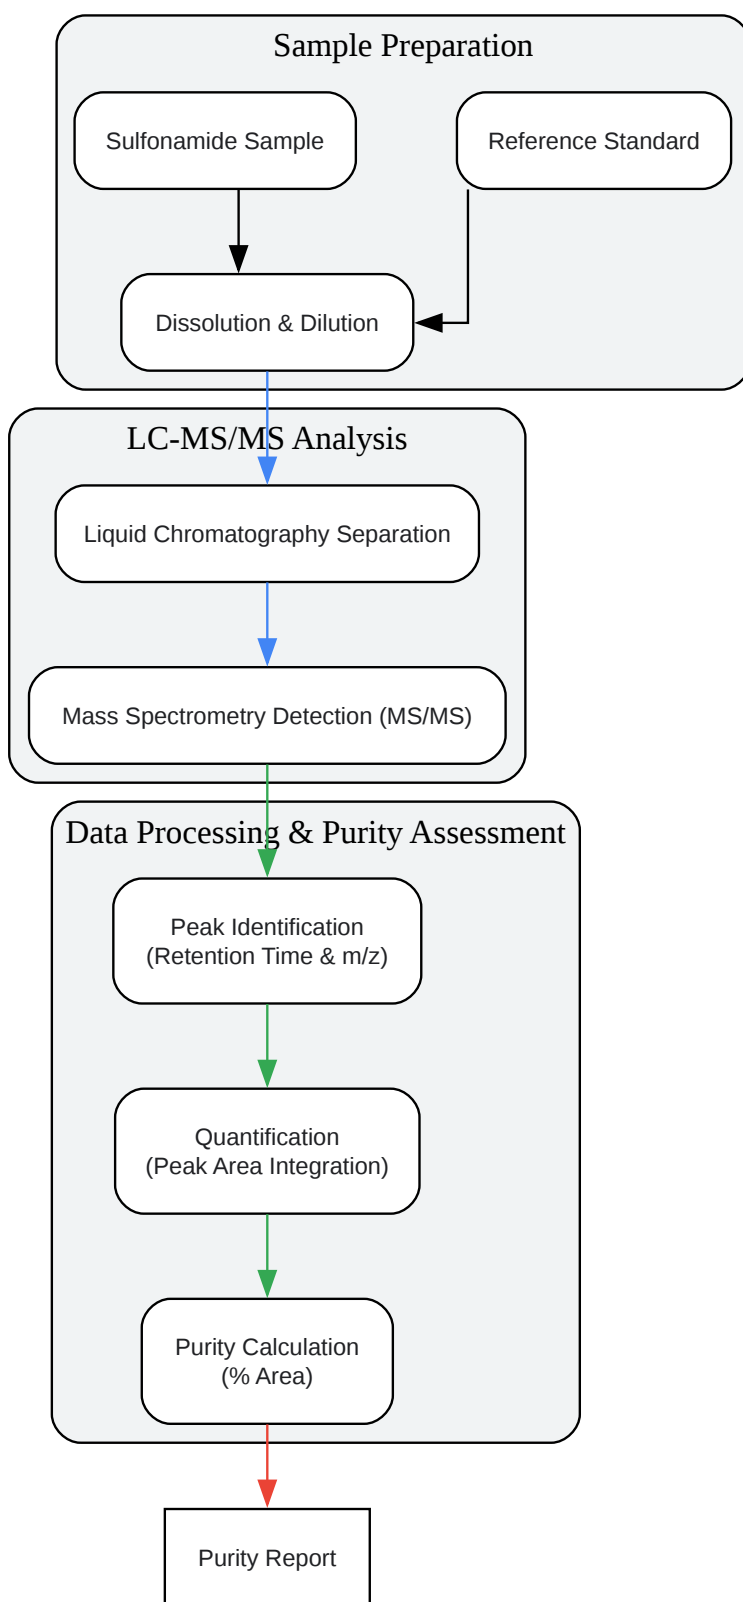 Sample Preparation
Sulfonamide Sample
Reference Standard
Dissolution & Dilution
LC-MS/MS Analysis
Liquid Chromatography Separation
Mass Spectrometry Detection (MS/MS)
Data Processing & Purity Assessment
Peak Identification
(Retention Time & m/z)
Quantification
(Peak Area Integration)
Purity Calculation
(% Area)
Purity Report